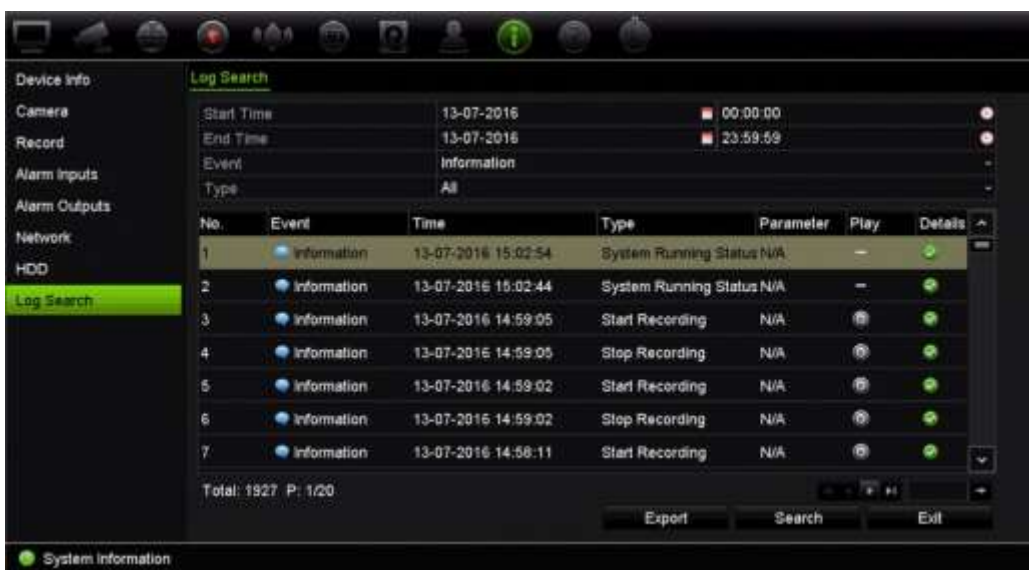 Device Info
Log Search
Camera
Start Time 13-07-2016 00:00:00
Record
End Time 13-07-2016 23:59:59
Event Information
Alarm Inputs
Type All
Alarm Outputs
No. Event Time Type Parameter Play Details
Network
1 Information 13-07-2016 15:02:54 System Running Status N/A
HDD
2 Information 13-07-2016 15:02:44 System Running Status N/A
Log Search
3 Information 13-07-2016 14:59:05 Start Recording N/A
4 Information 13-07-2016 14:59:05 Stop Recording N/A
5 Information 13-07-2016 14:59:02 Start Recording N/A
6 Information 13-07-2016 14:59:02 Stop Recording N/A
7 Information 13-07-2016 14:58:11 Start Recording N/A
Total: 1927 P: 1/20
Export Search Exit
System Information